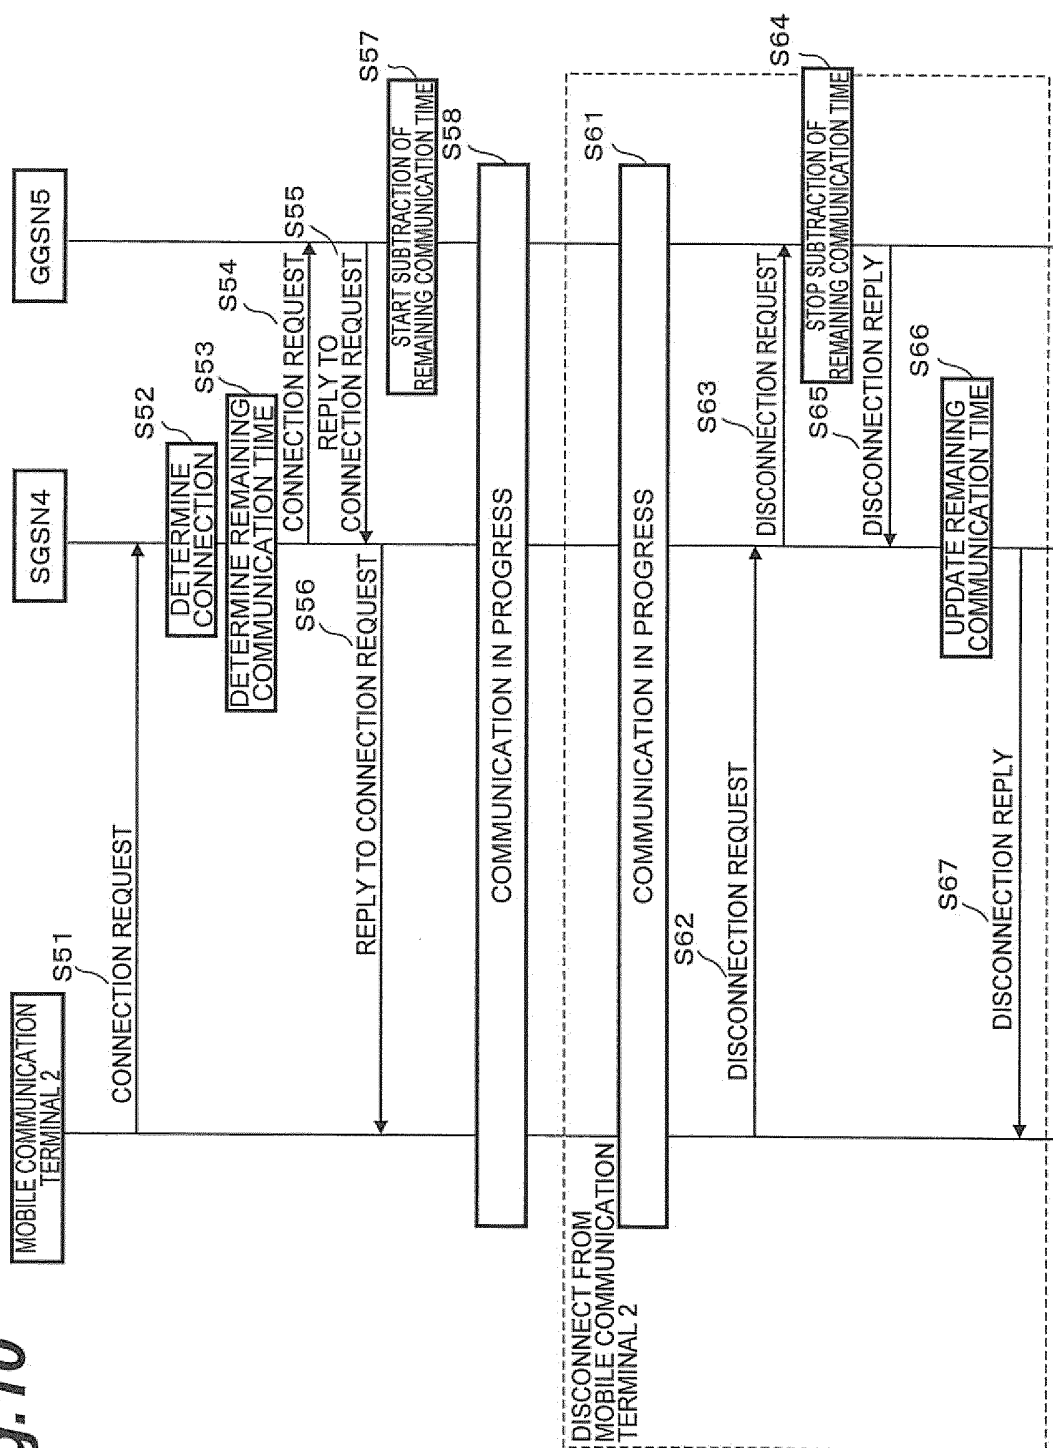 g. 10
MOBILE COMMUNICATION
TERMINAL 2
SGSN4
GGSN5
S51
CONNECTION REQUEST
S52
DETERMINE
CONNECTION
S53
DETERMINE REMAINING
COMMUNICATION TIME
S54
CONNECTION REQUEST
S55
REPLY TO
CONNECTION REQUEST
S56
REPLY TO CONNECTION REQUEST
S57
START SUBTRACTION OF
REMAINING COMMUNICATION TIME
S58
COMMUNICATION IN PROGRESS
DISCONNECT FROM
MOBILE COMMUNICATION
TERMINAL 2
S61
COMMUNICATION IN PROGRESS
S62
DISCONNECTION REQUEST
S63
DISCONNECTION REQUEST
S64
STOP SUBTRACTION OF
REMAINING COMMUNICATION TIME
S65
DISCONNECTION REPLY
S66
UPDATE REMAINING
COMMUNICATION TIME
S67
DISCONNECTION REPLY